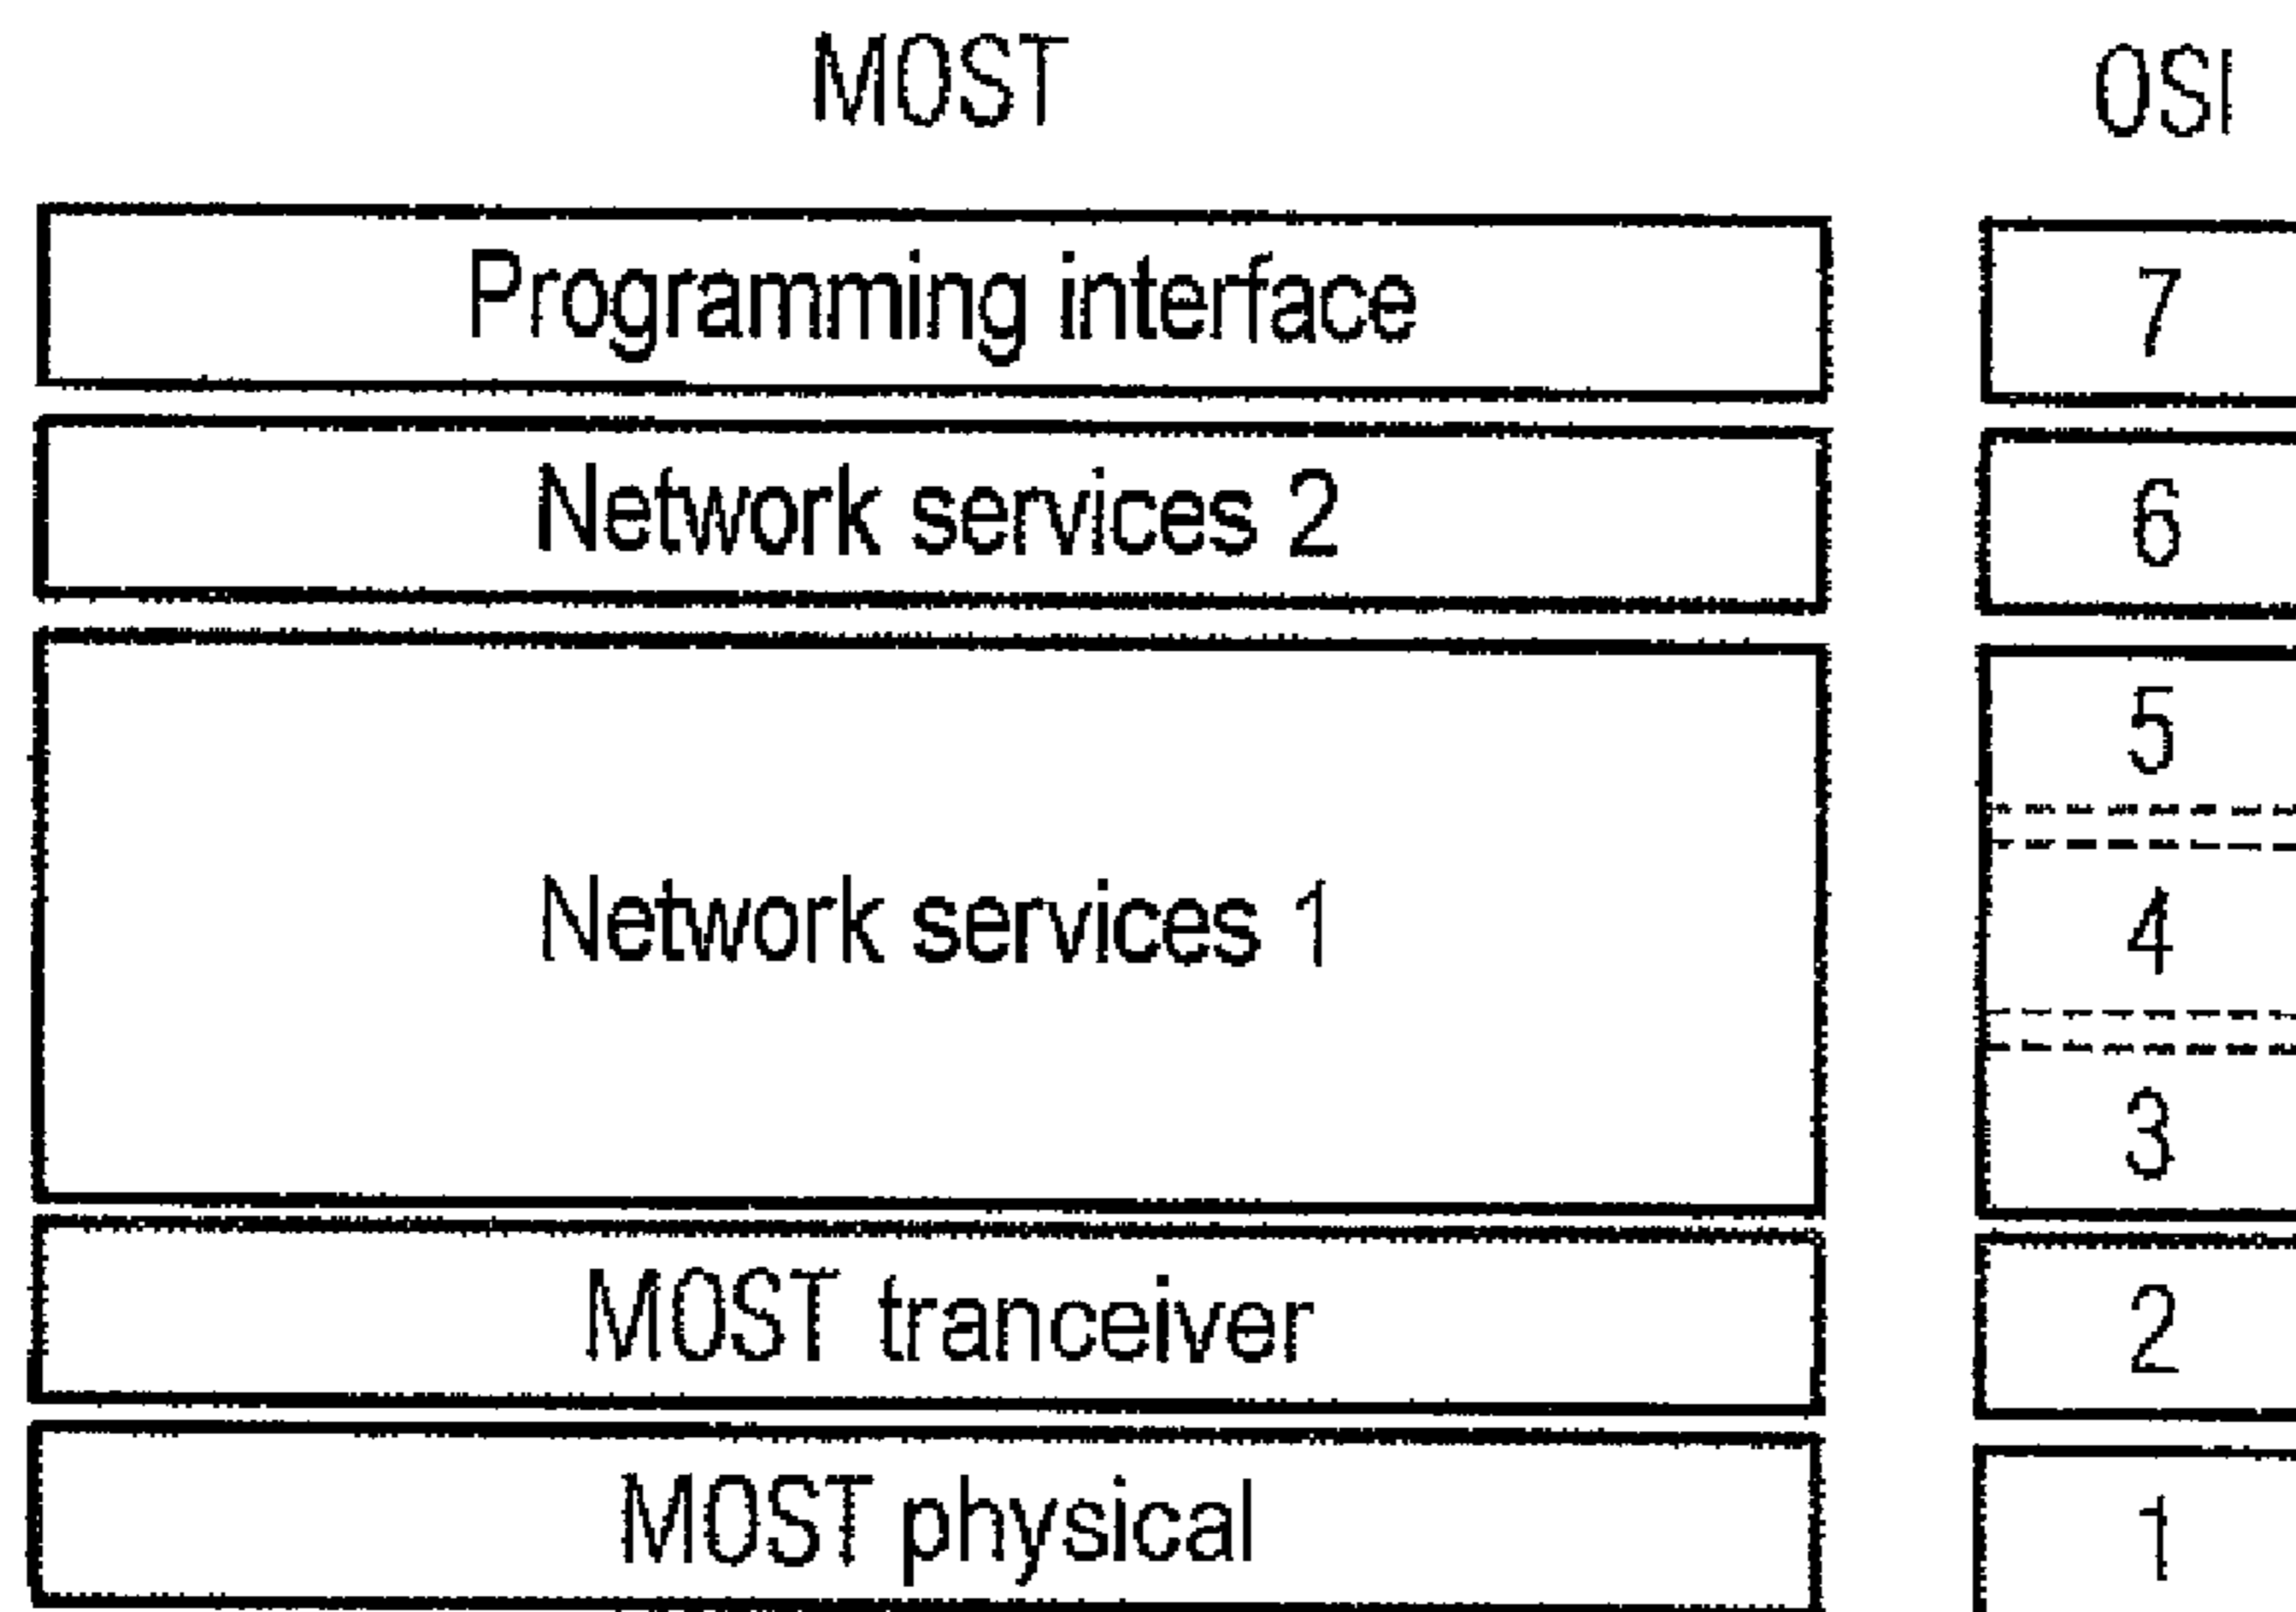 MOST OSI
Programming interface 7
Network services 2 6
5
Network services 1 4
3
MOST tranceiver 2
MOST physical 1